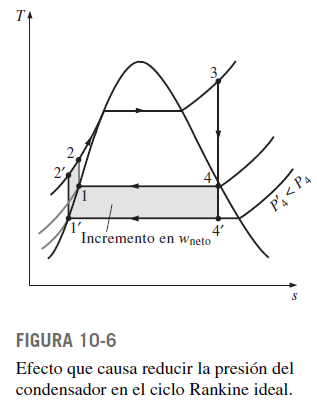 T
3
2
2'
4
1
P'4 < P4
1'
4'
Incremento en wneto
s
FIGURA 10-6
Efecto que causa reducir la presión del
condensador en el ciclo Rankine ideal.